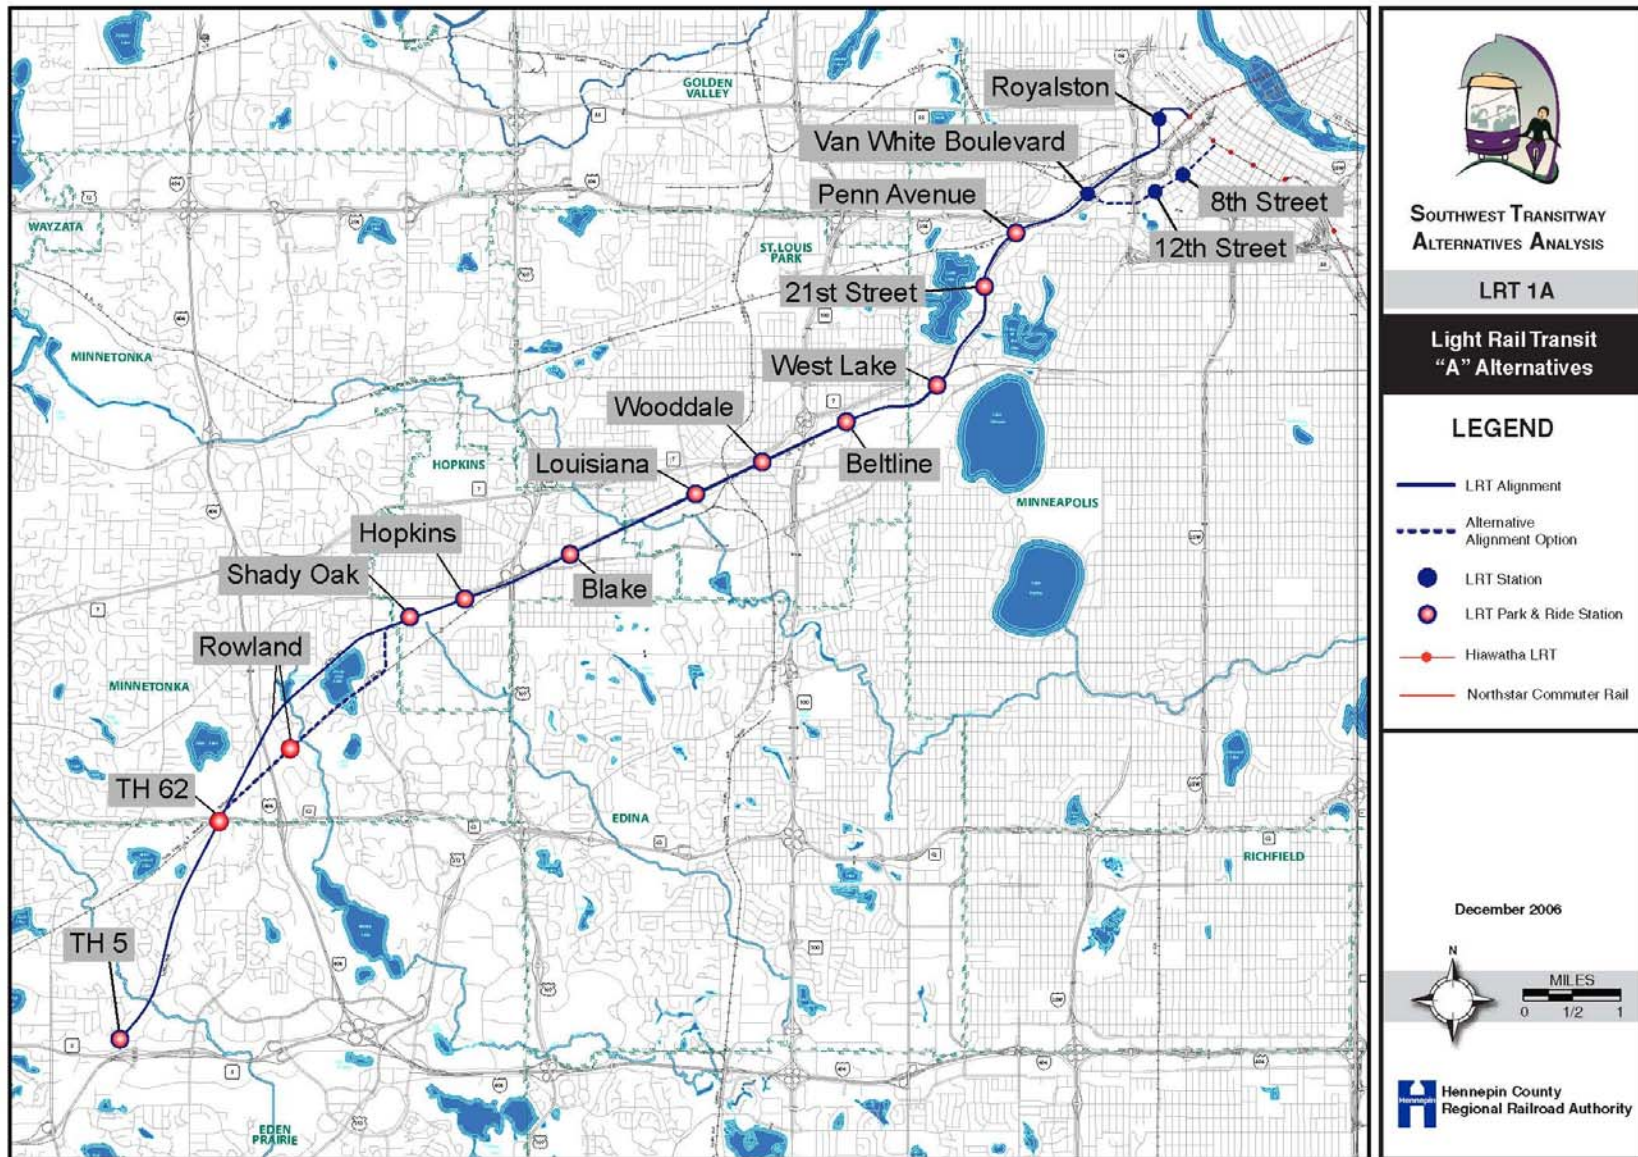 GOLDEN
VALLEY
Royalston
Van White Boulevard
Penn Avenue
8th Street
12th Street
WAYZATA
ST. LOUIS
PARK
21st Street
MINNETONKA
West Lake
Wooddale
Beltline
Louisiana
HOPKINS
MINNEAPOLIS
Hopkins
Shady Oak
Blake
Rowland
MINNETONKA
TH 62
EDINA
RICHFIELD
TH 5
EDEN
PRAIRIE
SOUTHWEST TRANSITWAY
ALTERNATIVES ANALYSIS
LRT 1A
Light Rail Transit
“A” Alternatives
LEGEND
LRT Alignment
Alternative
Alignment Option
LRT Station
LRT Park & Ride Station
Hiawatha LRT
Northstar Commuter Rail
December 2006
N
MILES
0 1/2 1
Hennepin
Hennepin County
Regional Railroad Authority